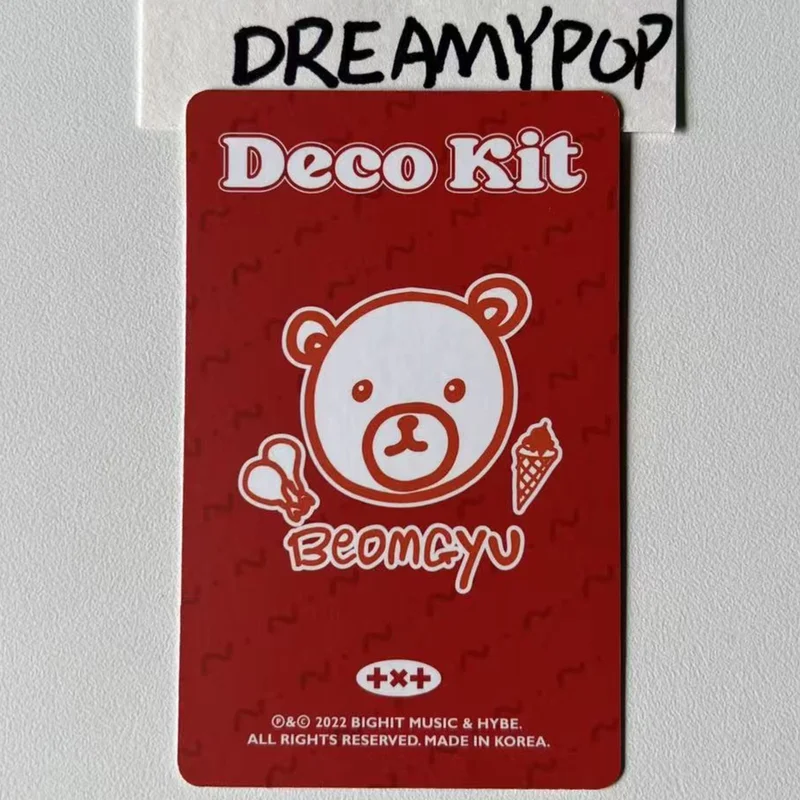 DREAMYPOP
Deco Kit
BEOMGYU
+×+
℗&© 2022 BIGHIT MUSIC & HYBE.
ALL RIGHTS RESERVED. MADE IN KOREA.